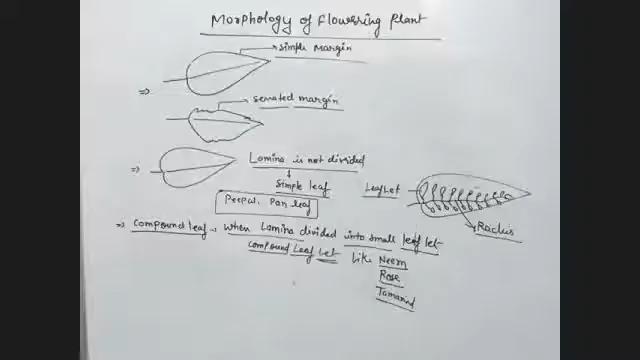 Morphology of Flowering Plant
simple margin
serrated margin
Lamina is not divided
simple leaf
Peepal, Pan leaf
Leaflet
Rachis
Compound leaf → when Lamina divided into small leaf let
compound Leaf Let like Neem
Rose
Tamarind